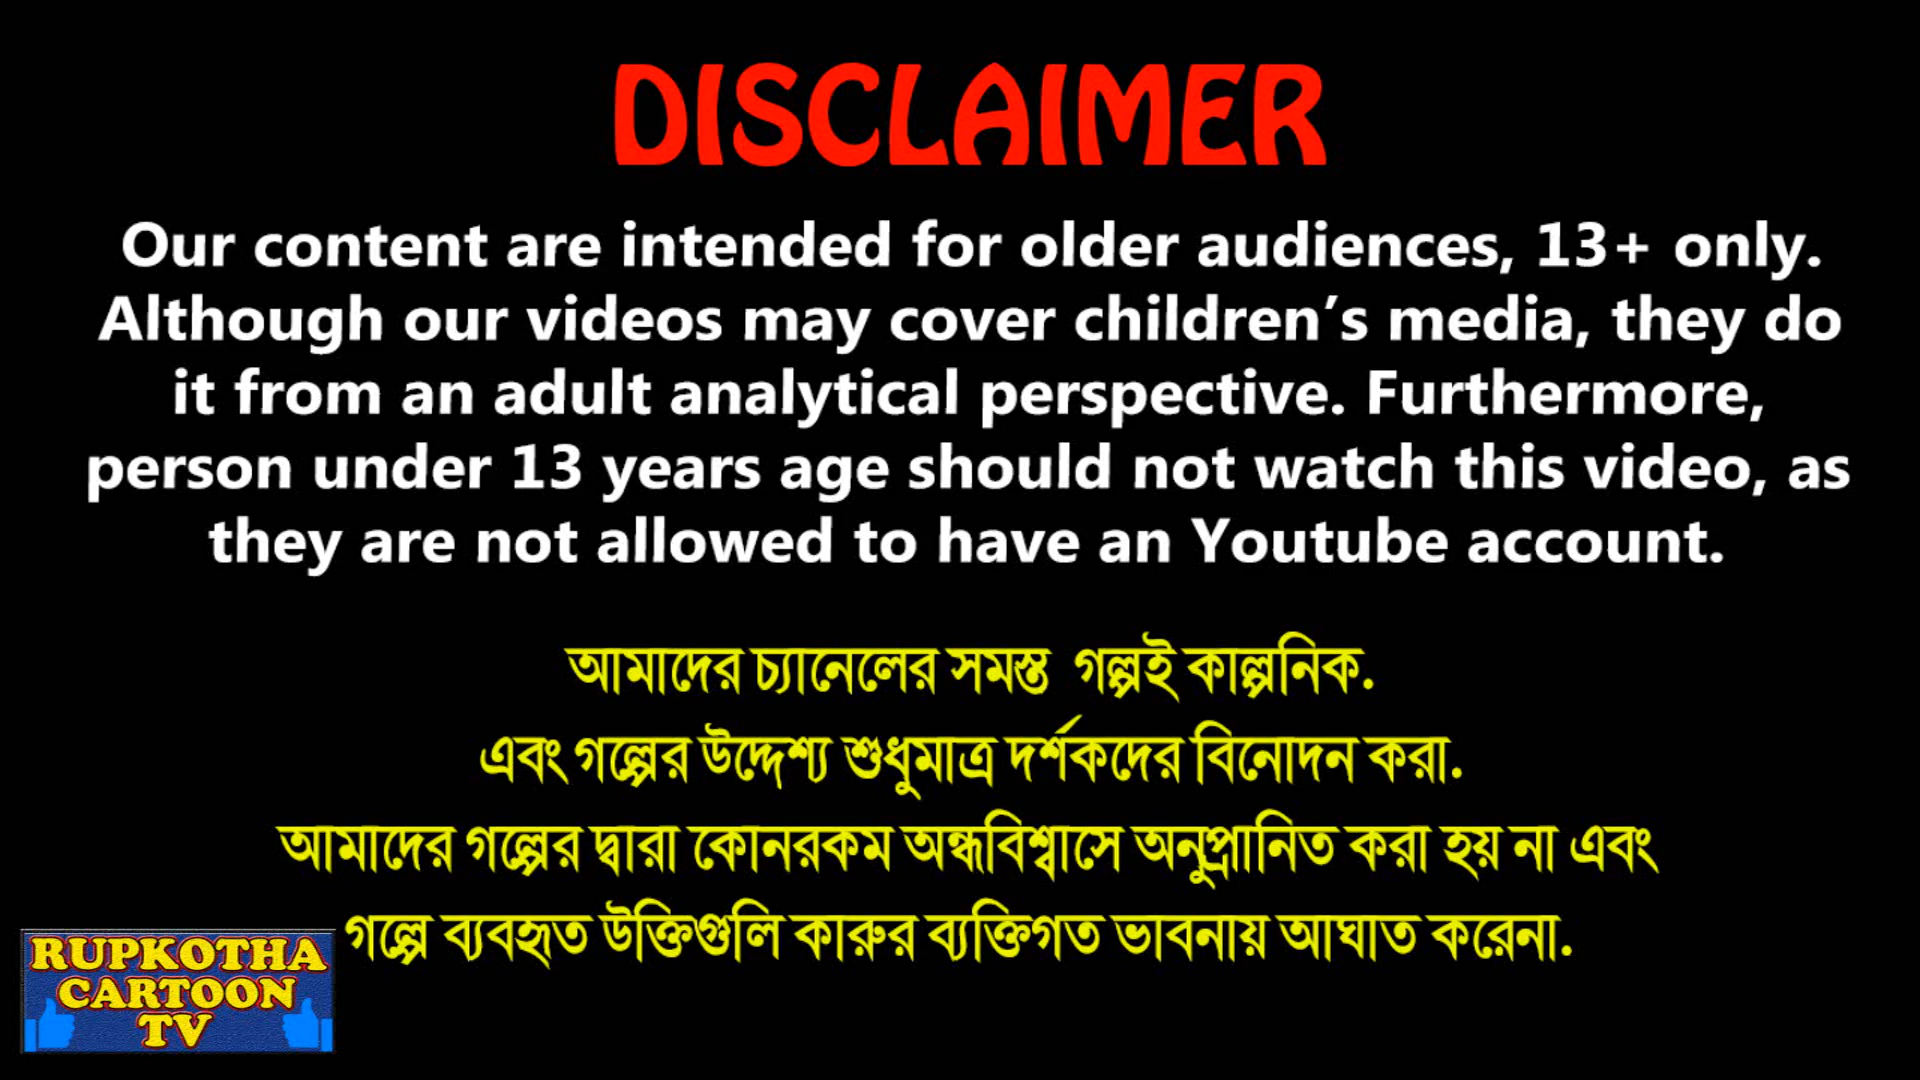 DISCLAIMER
Our content are intended for older audiences, 13+ only.
Although our videos may cover children’s media, they do
it from an adult analytical perspective. Furthermore,
person under 13 years age should not watch this video, as
they are not allowed to have an Youtube account.
আমাদের চ্যানেলের সমস্ত গল্পই কাল্পনিক.
এবং গল্পের উদ্দেশ্য শুধুমাত্র দর্শকদের বিনোদন করা.
আমাদের গল্পের দ্বারা কোনরকম অন্ধবিশ্বাসে অনুপ্রানিত করা হয় না এবং
গল্পে ব্যবহৃত উক্তিগুলি কারুর ব্যক্তিগত ভাবনায় আঘাত করেনা.
RUPKOTHA
CARTOON
TV